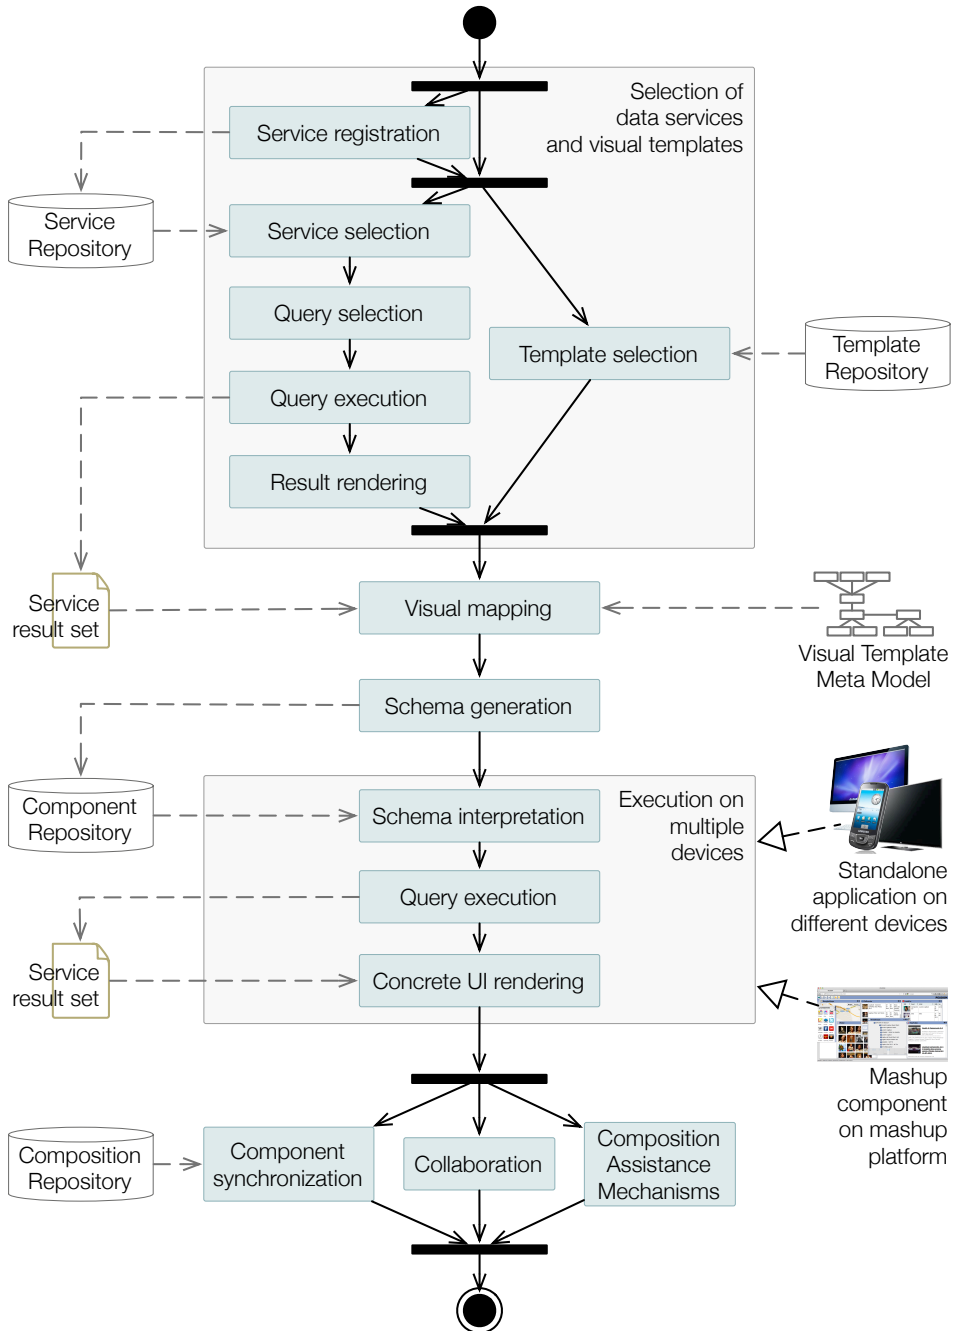 Selection of
data services
and visual templates
Service registration
Service
Repository
Service selection
Query selection
Template selection
Template
Repository
Query execution
Result rendering
Service
result set
Visual mapping
Visual Template
Meta Model
Schema generation
Component
Repository
Schema interpretation
Execution on
multiple
devices
Standalone
application on
different devices
Query execution
Service
result set
Concrete UI rendering
Mashup
component
on mashup
platform
Composition
Repository
Component
synchronization
Collaboration
Composition
Assistance
Mechanisms